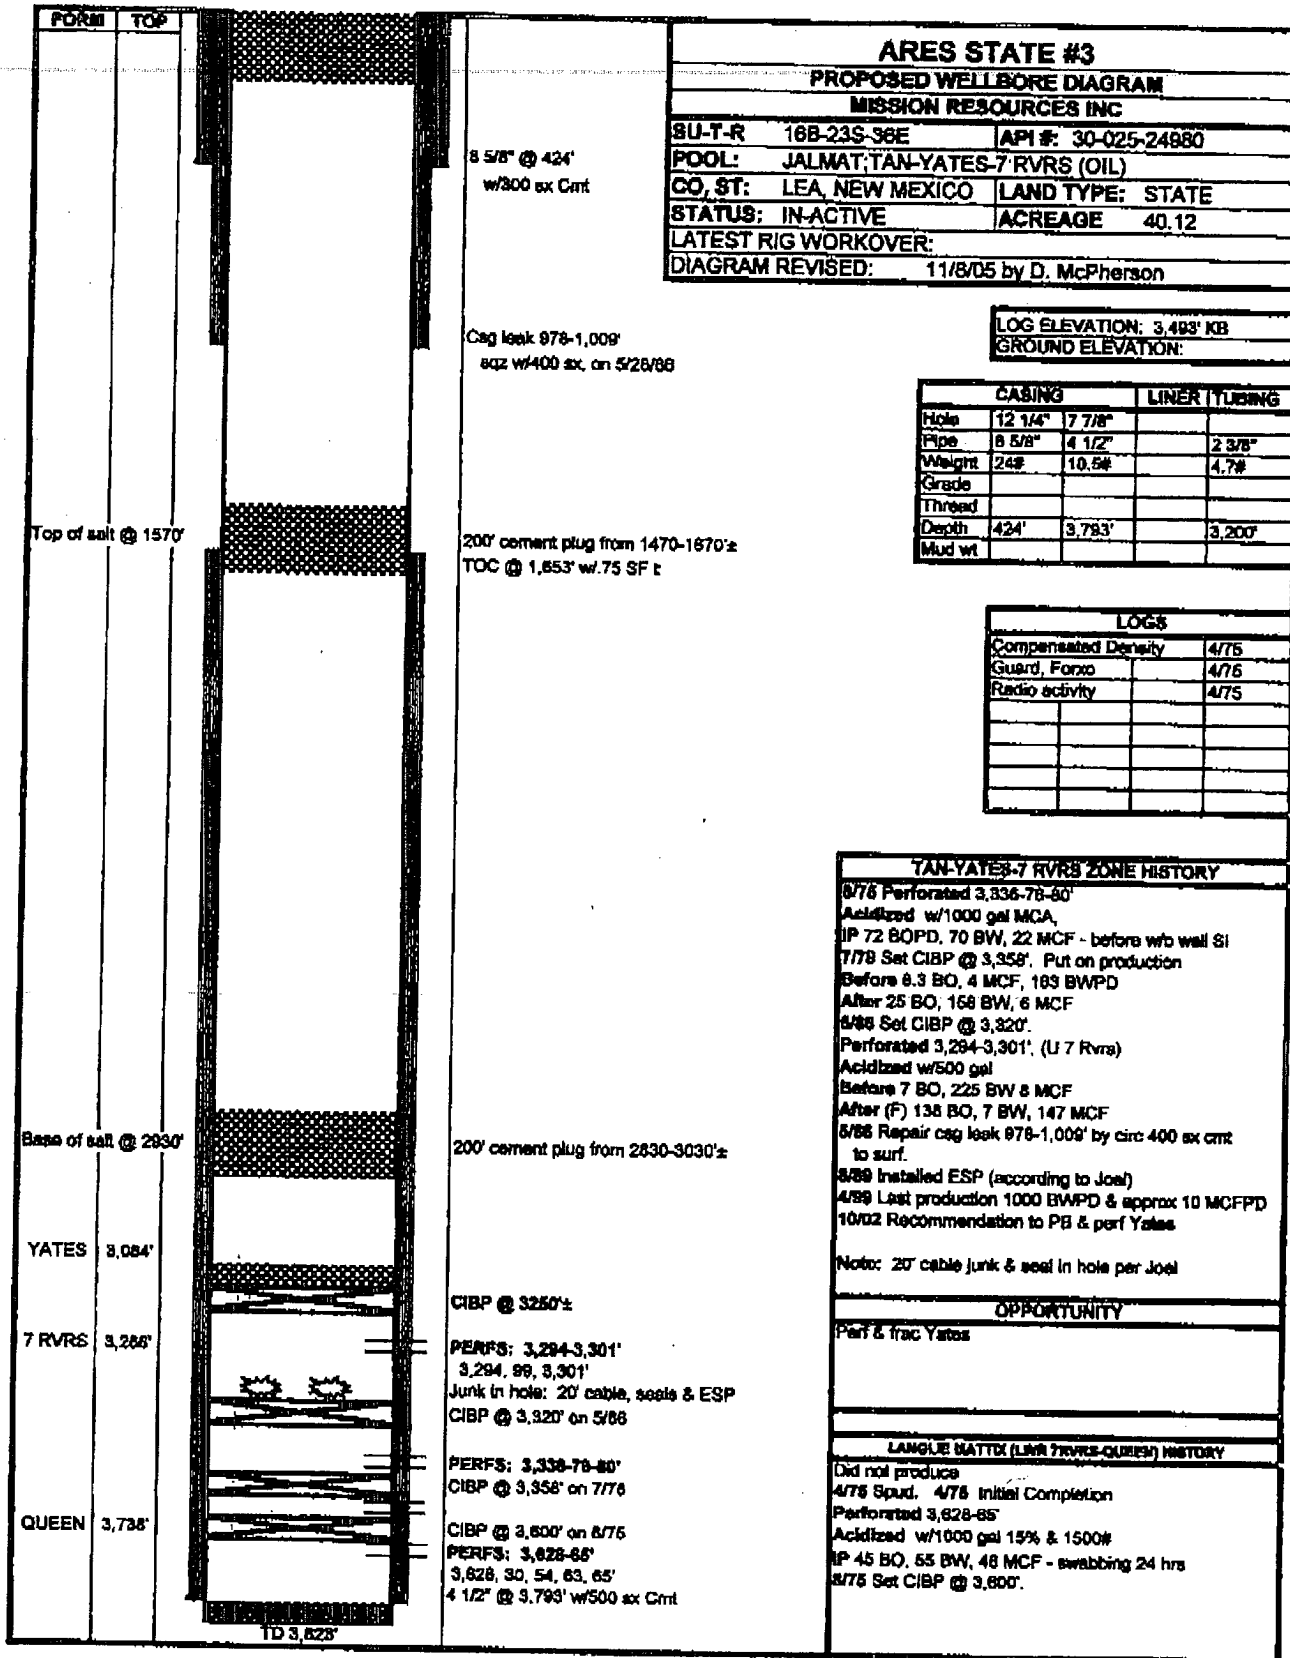 FORM TOP
ARES STATE #3
PROPOSED WELLBORE DIAGRAM
MISSION RESOURCES INC
SU-T-R 16B-23S-36E API #: 30-025-24980
POOL: JALMAT;TAN-YATES-7 RVRS (OIL)
CO, ST: LEA, NEW MEXICO LAND TYPE: STATE
STATUS: IN-ACTIVE ACREAGE 40.12
LATEST RIG WORKOVER:
DIAGRAM REVISED: 11/8/05 by D. McPherson
8 5/8" @ 424'
w/300 sx Cmt
LOG ELEVATION: 3,493' KB
GROUND ELEVATION:
Csg leak 978-1,009'
sqz w/400 sx, on 5/28/86
CASING LINER TUBING
Hole 12 1/4" 7 7/8"
Pipe 8 5/8" 4 1/2" 2 3/8"
Weight 24# 10.5# 4.7#
Grade
Thread
Depth 424' 3,793' 3,200'
Mud wt
Top of salt @ 1570'
200' cement plug from 1470-1670'±
TOC @ 1,653' w/.75 SF
LOGS
Compensated Density 4/75
Guard, Forxo 4/75
Radio activity 4/75
TAN-YATES-7 RVRS ZONE HISTORY
Perforated 3,336-78-80'
Acidized w/1000 gal MCA,
IP 72 BOPD, 70 BW, 22 MCF - before w/o well SI
Set CIBP @ 3,358'. Put on production
Before 8.3 BO, 4 MCF, 183 BWPD
After 25 BO, 158 BW, 6 MCF
Set CIBP @ 3,320'.
Perforated 3,294-3,301', (U 7 Rvrs)
Acidized w/500 gal
Before 7 BO, 225 BW 8 MCF
After (F) 138 BO, 7 BW, 147 MCF
5/86 Repair csg leak 978-1,009' by circ 400 sx cmt
to surf.
Installed ESP (according to Joel)
4/99 Last production 1000 BWPD & approx 10 MCFPD
10/02 Recommendation to PB & perf Yates
Note: 20' cable junk & seal in hole per Joel
Base of salt @ 2930'
200' cement plug from 2830-3030'±
YATES 3,084'
CIBP @ 3250'±
7 RVRS 3,286'
PERFS: 3,294-3,301'
3,294, 99, 3,301'
Junk in hole: 20' cable, seals & ESP
CIBP @ 3,320' on 5/86
PERFS: 3,336-78-80'
CIBP @ 3,358' on
QUEEN 3,738'
CIBP @ 3,600' on 8/75
PERFS: 3,628-65'
3,628, 30, 54, 63, 65'
4 1/2" @ 3,793' w/500 sx Cmt
TD 3,823'
OPPORTUNITY
Perf & frac Yates
LANGLIE MATTIX (LWR 7RVRS-QUEEN) HISTORY
Did not produce
4/75 Spud. 4/75 Initial Completion
Perforated 3,628-65'
Acidized w/1000 gal 15% & 1500#
IP 45 BO, 55 BW, 48 MCF - swabbing 24 hrs
8/75 Set CIBP @ 3,600'.